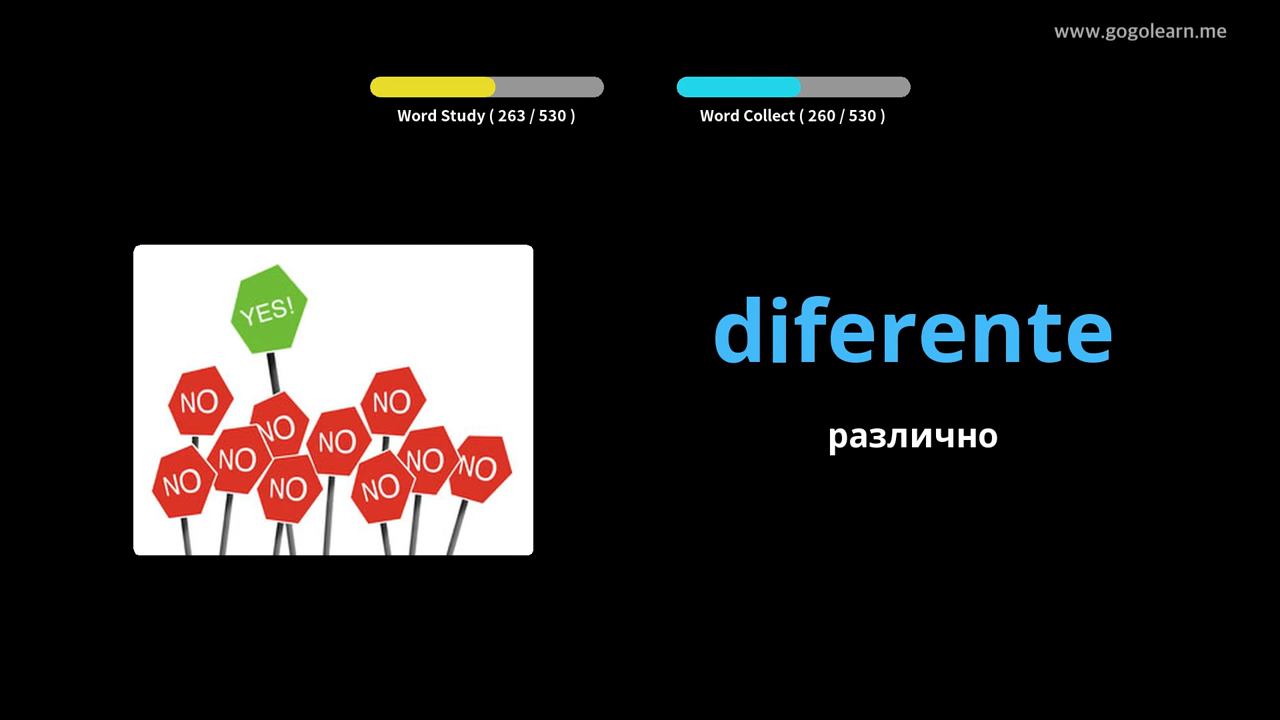 www.gogolearn.me
Word Study ( 263 / 530 )
Word Collect ( 260 / 530 )
YES!
NO
NO
NO
NO
NO
NO
NO
NO
NO
NO
diferente
различно